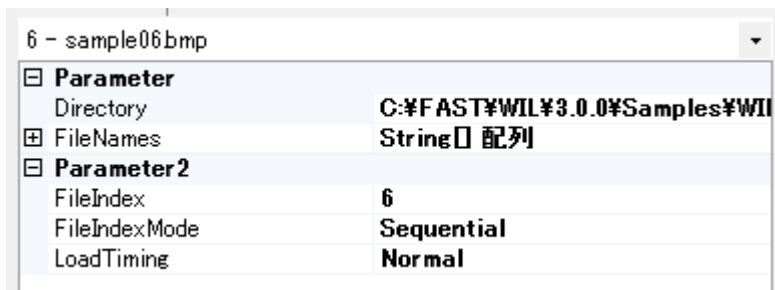 6 - sample06.bmp
Parameter
Directory C:¥FAST¥WIL¥3.0.0¥Samples¥WIL
FileNames String[] 配列
Parameter2
FileIndex 6
FileIndexMode Sequential
LoadTiming Normal